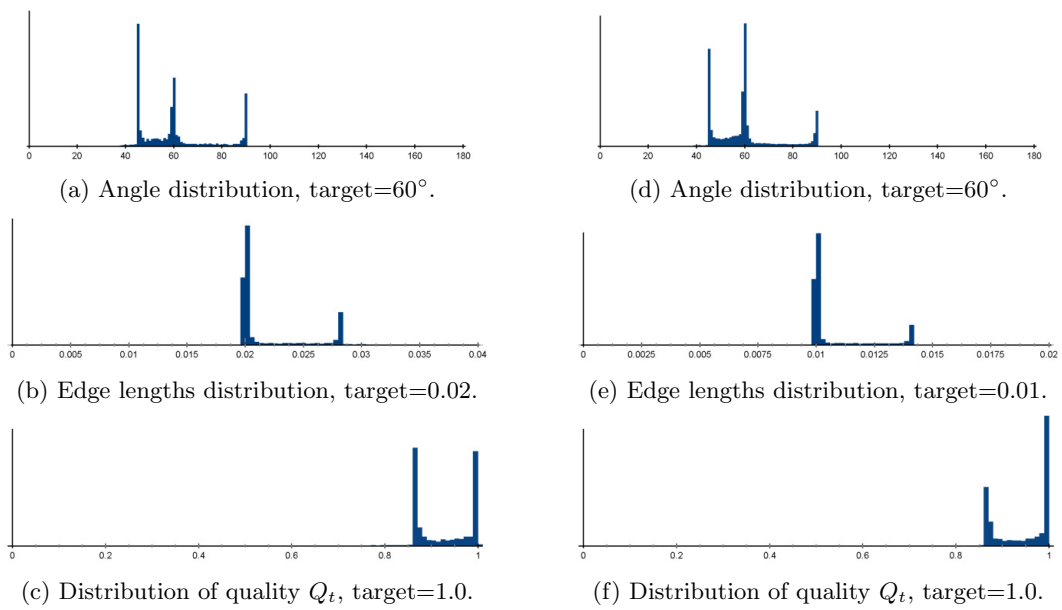 0 20 40 60 80 100 120 140 160 180
(a) Angle distribution, target=60°.
0 0.005 0.01 0.015 0.02 0.025 0.03 0.035 0.04
(b) Edge lengths distribution, target=0.02.
0 0.2 0.4 0.6 0.8 1
(c) Distribution of quality Qt, target=1.0.
0 20 40 60 80 100 120 140 160 180
(d) Angle distribution, target=60°.
0 0.0025 0.005 0.0075 0.01 0.0125 0.015 0.0175 0.02
(e) Edge lengths distribution, target=0.01.
0 0.2 0.4 0.6 0.8 1
(f) Distribution of quality Qt, target=1.0.